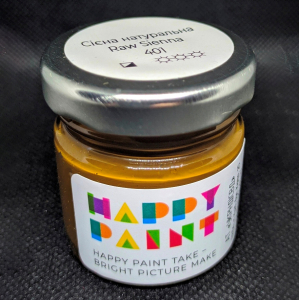 Сієна натуральна
Raw Sienna
401
HAPPY
PAINT
HAPPY PAINT TAKE –
BRIGHT PICTURE MAKE